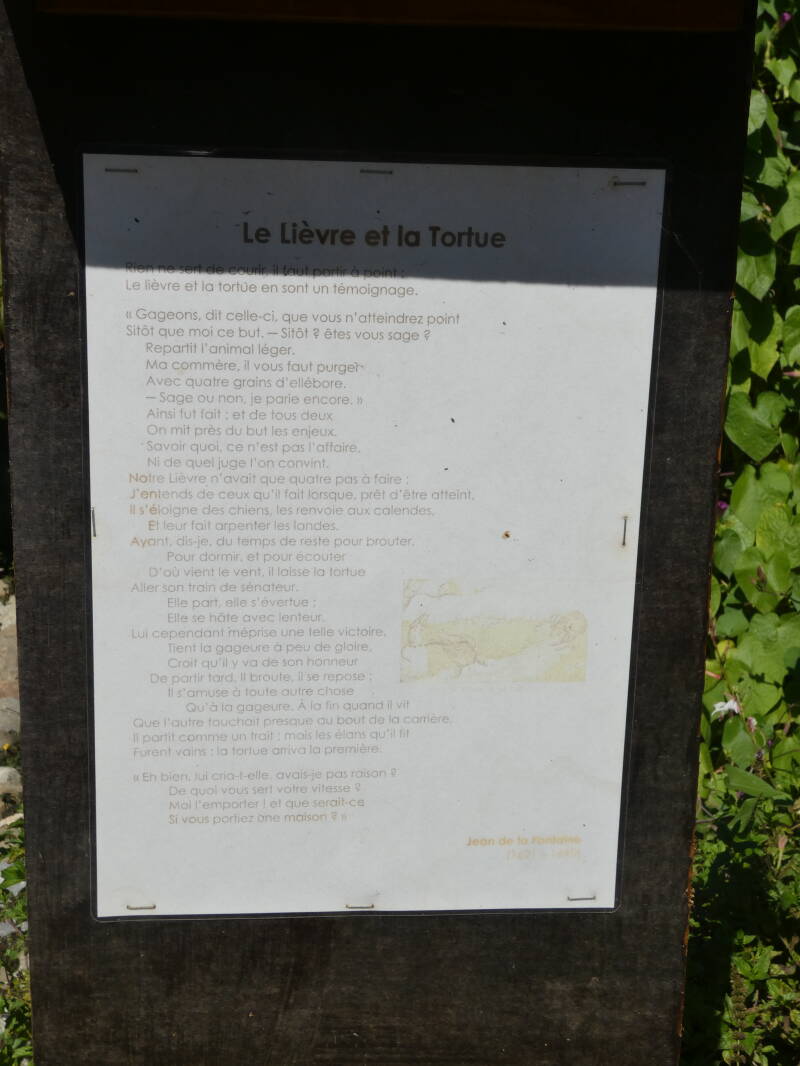 Le Lièvre et la Tortue
Rien ne sert de courir, il faut partir à point ;
Le lièvre et la tortue en sont un témoignage.
« Gageons, dit celle-ci, que vous n'atteindrez point
Sitôt que moi ce but. — Sitôt ? êtes vous sage ?
Repartit l'animal léger.
Ma commère, il vous faut purger
Avec quatre grains d'ellébore.
— Sage ou non, je parie encore. »
Ainsi fut fait ; et de tous deux
On mit près du but les enjeux.
Savoir quoi, ce n'est pas l'affaire,
Ni de quel juge l'on convint.
Notre Lièvre n'avait que quatre pas à faire ;
J'entends de ceux qu'il fait lorsque, prêt d'être atteint,
Il s'éloigne des chiens, les renvoie aux calendes,
Et leur fait arpenter les landes.
Ayant, dis-je, du temps de reste pour brouter,
Pour dormir, et pour écouter
D'où vient le vent, il laisse la tortue
Aller son train de sénateur.
Elle part, elle s'évertue ;
Elle se hâte avec lenteur.
Lui cependant méprise une telle victoire,
Tient la gageure à peu de gloire,
Croit qu'il y va de son honneur
De partir tard. Il broute, il se repose ;
Il s'amuse à toute autre chose
Qu'à la gageure. À la fin quand il vit
Que l'autre touchait presque au bout de la carrière,
Il partit comme un trait ; mais les élans qu'il fit
Furent vains : la tortue arriva la première.
« Eh bien, lui cria-t-elle, avais-je pas raison ?
De quoi vous sert votre vitesse ?
Moi l'emporter ! et que serait-ce
Si vous portiez une maison ? »
Jean de la Fontaine